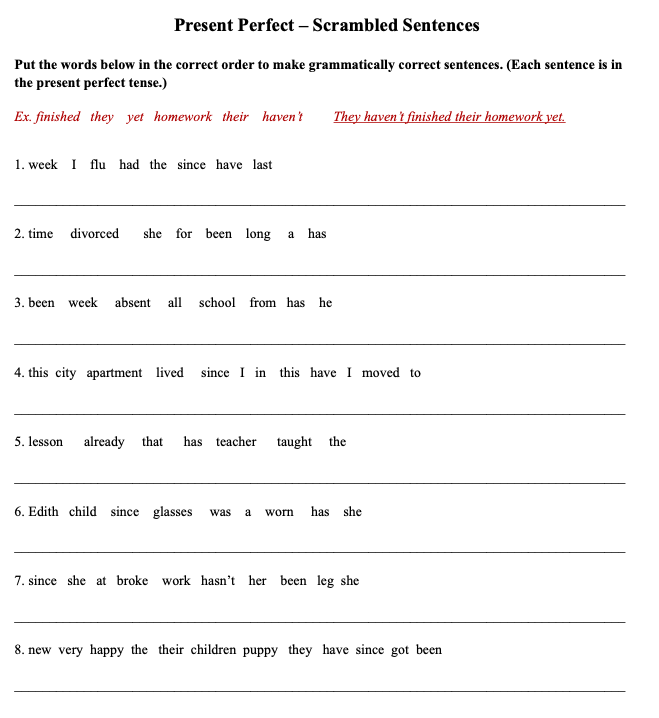 Present Perfect – Scrambled Sentences
Put the words below in the correct order to make grammatically correct sentences. (Each sentence is in
the present perfect tense.)
Ex. finished they yet homework their haven't They haven't finished their homework yet.
1. week I flu had the since have last
2. time divorced she for been long a has
3. been week absent all school from has he
4. this city apartment lived since I in this have I moved to
5. lesson already that has teacher taught the
6. Edith child since glasses was a worn has she
7. since she at broke work hasn't her been leg she
8. new very happy the their children puppy they have since got been